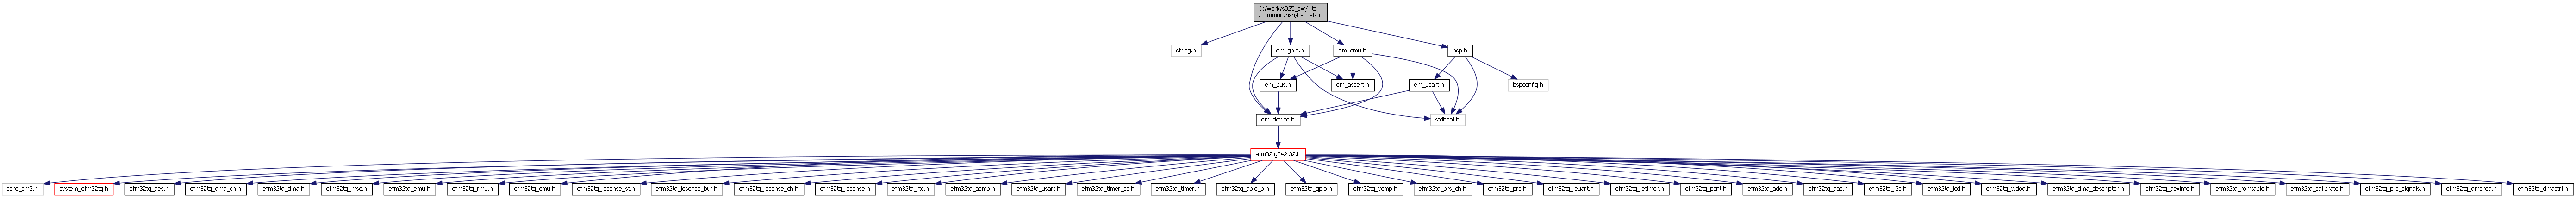 C:/work/s025_sw/kits
/common/bsp/bsp_stk.c
string.h
em_gpio.h
em_cmu.h
bsp.h
em_bus.h
em_assert.h
em_usart.h
bspconfig.h
em_device.h
stdbool.h
efm32tg842f32.h
core_cm3.h
system_efm32tg.h
efm32tg_aes.h
efm32tg_dma_ch.h
efm32tg_dma.h
efm32tg_msc.h
efm32tg_emu.h
efm32tg_rmu.h
efm32tg_cmu.h
efm32tg_lesense_st.h
efm32tg_lesense_buf.h
efm32tg_lesense_ch.h
efm32tg_lesense.h
efm32tg_rtc.h
efm32tg_acmp.h
efm32tg_usart.h
efm32tg_timer_cc.h
efm32tg_timer.h
efm32tg_gpio_p.h
efm32tg_gpio.h
efm32tg_vcmp.h
efm32tg_prs_ch.h
efm32tg_prs.h
efm32tg_leuart.h
efm32tg_letimer.h
efm32tg_pcnt.h
efm32tg_adc.h
efm32tg_dac.h
efm32tg_i2c.h
efm32tg_lcd.h
efm32tg_wdog.h
efm32tg_dma_descriptor.h
efm32tg_devinfo.h
efm32tg_romtable.h
efm32tg_calibrate.h
efm32tg_prs_signals.h
efm32tg_dmareq.h
efm32tg_dmactrl.h